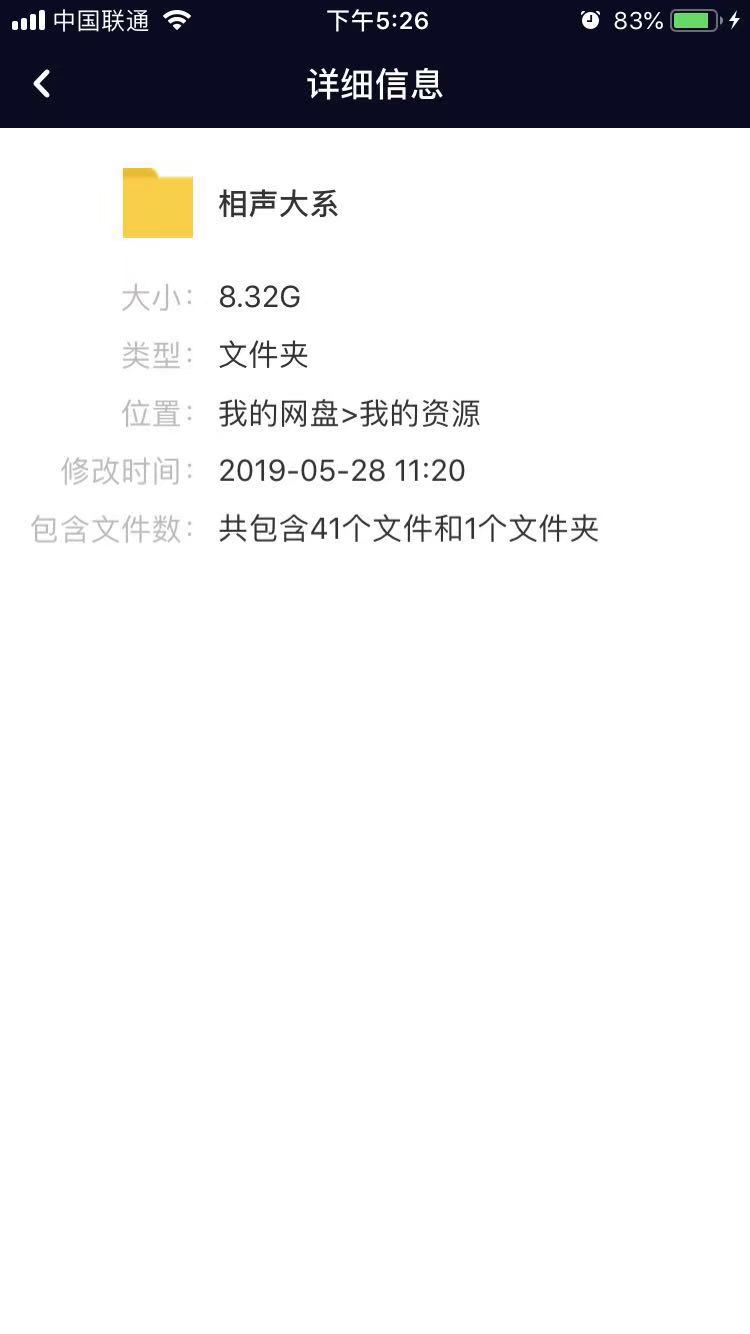 中国联通 下午5:26 83%
详细信息
相声大系
大小: 8.32G
类型: 文件夹
位置: 我的网盘>我的资源
修改时间: 2019-05-28 11:20
包含文件数: 共包含41个文件和1个文件夹